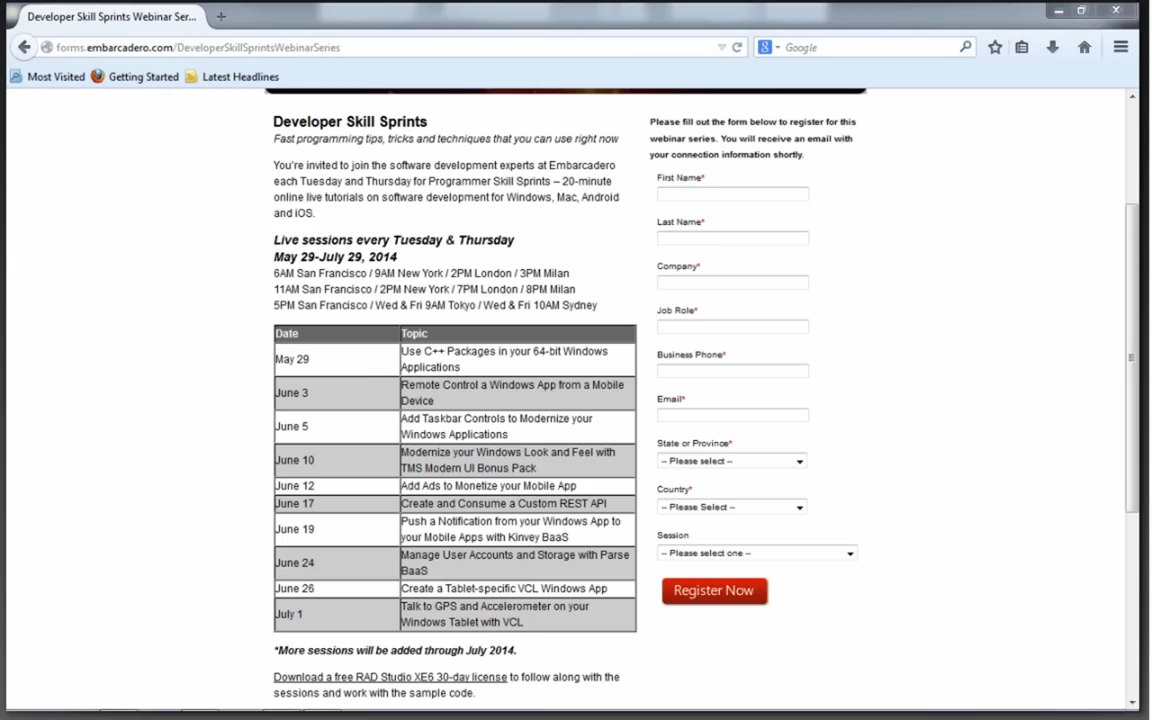 Developer Skill Sprints Webinar Ser...
forms.embarcadero.com/DeveloperSkillSprintsWebinarSeries
Google
Most Visited
Getting Started
Latest Headlines
Developer Skill Sprints
Fast programming tips, tricks and techniques that you can use right now
You're invited to join the software development experts at Embarcadero
each Tuesday and Thursday for Programmer Skill Sprints – 20-minute
online live tutorials on software development for Windows, Mac, Android
and iOS.
Live sessions every Tuesday & Thursday
May 29-July 29, 2014
6AM San Francisco / 9AM New York / 2PM London / 3PM Milan
11AM San Francisco / 2PM New York / 7PM London / 8PM Milan
5PM San Francisco / Wed & Fri 9AM Tokyo / Wed & Fri 10AM Sydney
Date Topic
May 29 Use C++ Packages in your 64-bit Windows
Applications
June 3 Remote Control a Windows App from a Mobile
Device
June 5 Add Taskbar Controls to Modernize your
Windows Applications
June 10 Modernize your Windows Look and Feel with
TMS Modern UI Bonus Pack
June 12 Add Ads to Monetize your Mobile App
June 17 Create and Consume a Custom REST API
June 19 Push a Notification from your Windows App to
your Mobile Apps with Kinvey BaaS
June 24 Manage User Accounts and Storage with Parse
BaaS
June 26 Create a Tablet-specific VCL Windows App
July 1 Talk to GPS and Accelerometer on your
Windows Tablet with VCL
*More sessions will be added through July 2014.
Download a free RAD Studio XE6 30-day license to follow along with the
sessions and work with the sample code.
Please fill out the form below to register for this
webinar series. You will receive an email with
your connection information shortly.
First Name*
Last Name*
Company*
Job Role*
Business Phone*
Email*
State or Province*
-- Please select --
Country*
-- Please Select --
Session
-- Please select one --
Register Now